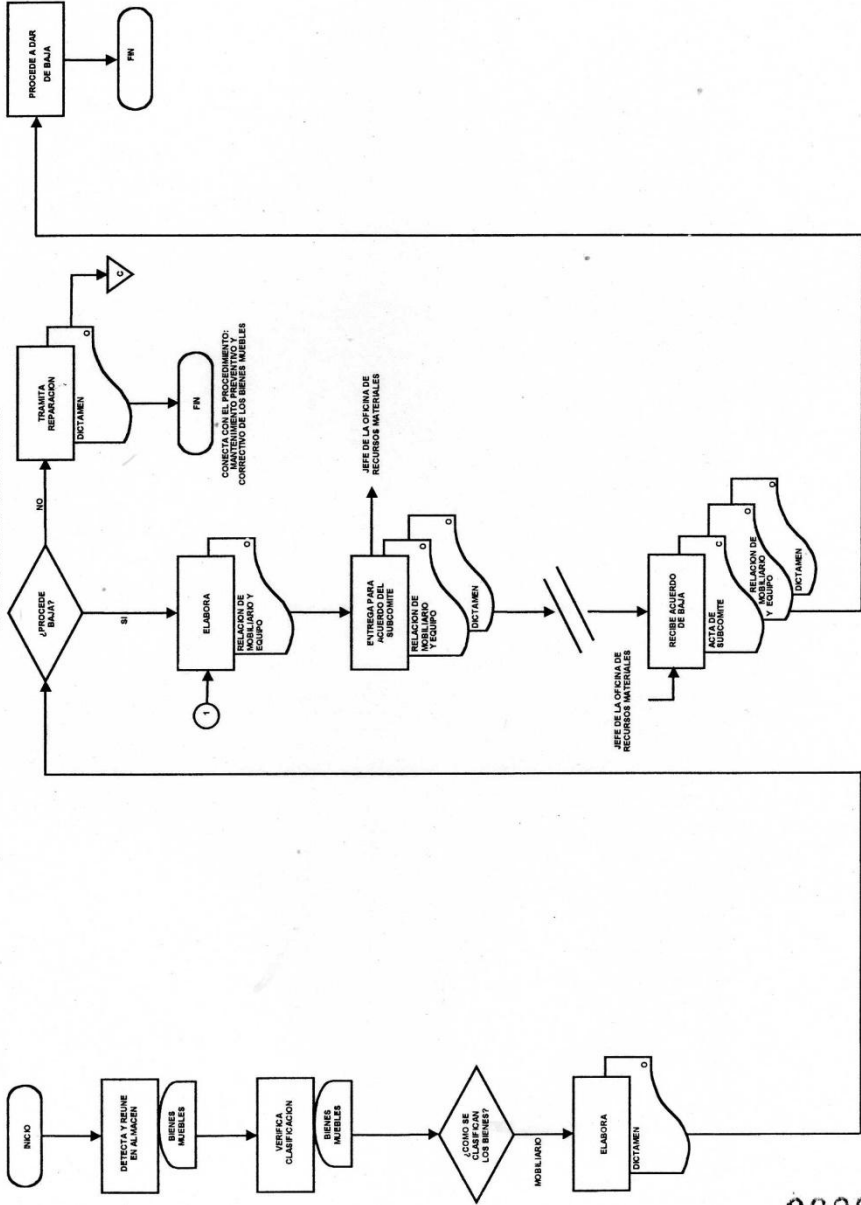 INICIO
DETECTA Y REUNE
EN ALMACEN
BIENES
MUEBLES
VERIFICA
CLASIFICACION
BIENES
MUEBLES
¿COMO SE
CLASIFICAN
LOS BIENES?
MOBILIARIO
ELABORA
DICTAMEN
O
¿PROCEDE
BAJA?
NO
TRAMITA
REPARACION
DICTAMEN
O
C
FIN
CONECTA CON EL PROCEDIMIENTO:
MANTENIMIENTO PREVENTIVO Y
CORRECTIVO DE LOS BIENES MUEBLES
SI
1
ELABORA
RELACION DE
MOBILIARIO Y
EQUIPO
O
ENTREGA PARA
ACUERDO DEL
SUBCOMITE
RELACION DE
MOBILIARIO
Y EQUIPO
O
DICTAMEN
O
JEFE DE LA OFICINA DE
RECURSOS MATERIALES
JEFE DE LA OFICINA DE
RECURSOS MATERIALES
RECIBE ACUERDO
DE BAJA
ACTA DE
SUBCOMITE
C
RELACION DE
MOBILIARIO
Y EQUIPO
O
DICTAMEN
O
PROCEDE A DAR
DE BAJA
FIN